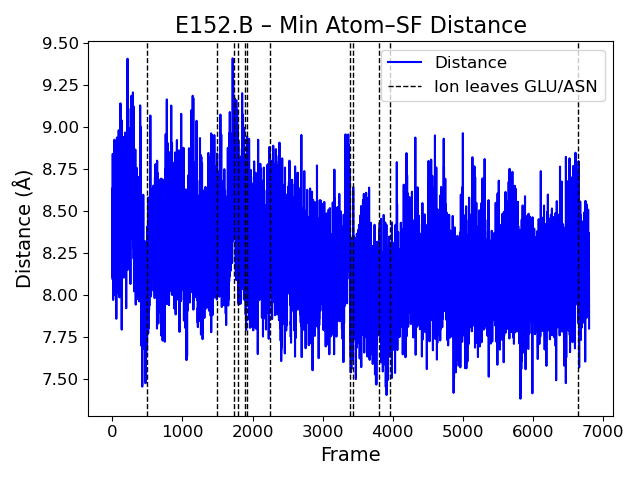 E152.B – Min Atom–SF Distance
Distance (Å)
9.50
9.25
9.00
8.75
8.50
8.25
8.00
7.75
7.50
Distance
Ion leaves GLU/ASN
0 1000 2000 3000 4000 5000 6000 7000
Frame